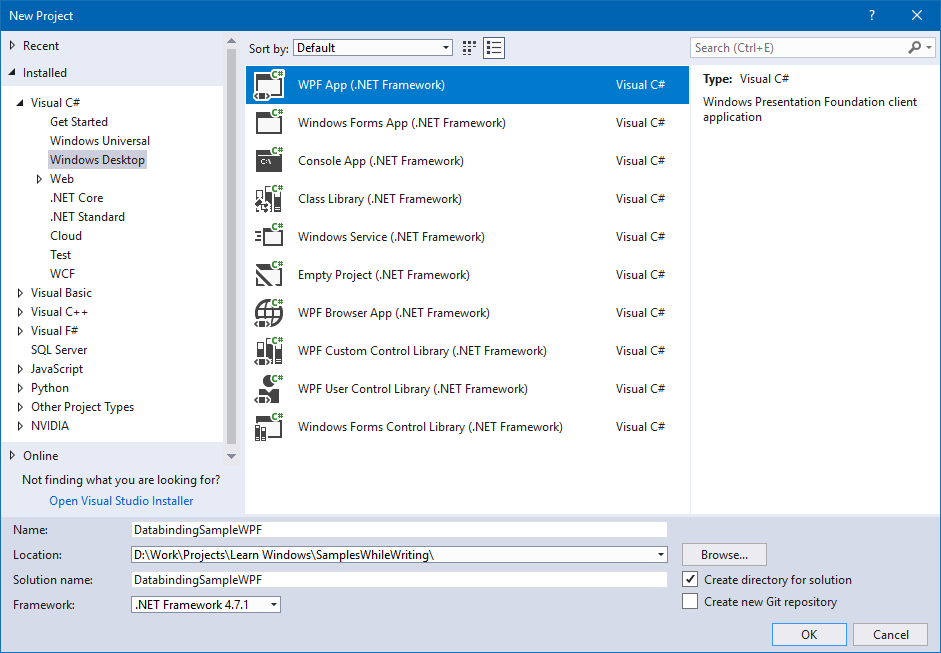 New Project
?
Recent
Installed
Visual C#
Get Started
Windows Universal
Windows Desktop
Web
.NET Core
.NET Standard
Cloud
Test
WCF
Visual Basic
Visual C++
Visual F#
SQL Server
JavaScript
Python
Other Project Types
NVIDIA
Online
Not finding what you are looking for?
Open Visual Studio Installer
Sort by: Default
C# WPF App (.NET Framework) Visual C#
C# Windows Forms App (.NET Framework) Visual C#
C# C:\ Console App (.NET Framework) Visual C#
C# Class Library (.NET Framework) Visual C#
C# Windows Service (.NET Framework) Visual C#
C# Empty Project (.NET Framework) Visual C#
C# WPF Browser App (.NET Framework) Visual C#
C# WPF Custom Control Library (.NET Framework) Visual C#
C# WPF User Control Library (.NET Framework) Visual C#
C# Windows Forms Control Library (.NET Framework) Visual C#
Search (Ctrl+E)
Type: Visual C#
Windows Presentation Foundation client
application
Name: DatabindingSampleWPF
Location: D:\Work\Projects\Learn Windows\SamplesWhileWriting\ Browse...
Solution name: DatabindingSampleWPF Create directory for solution
Framework: .NET Framework 4.7.1 Create new Git repository
OK Cancel